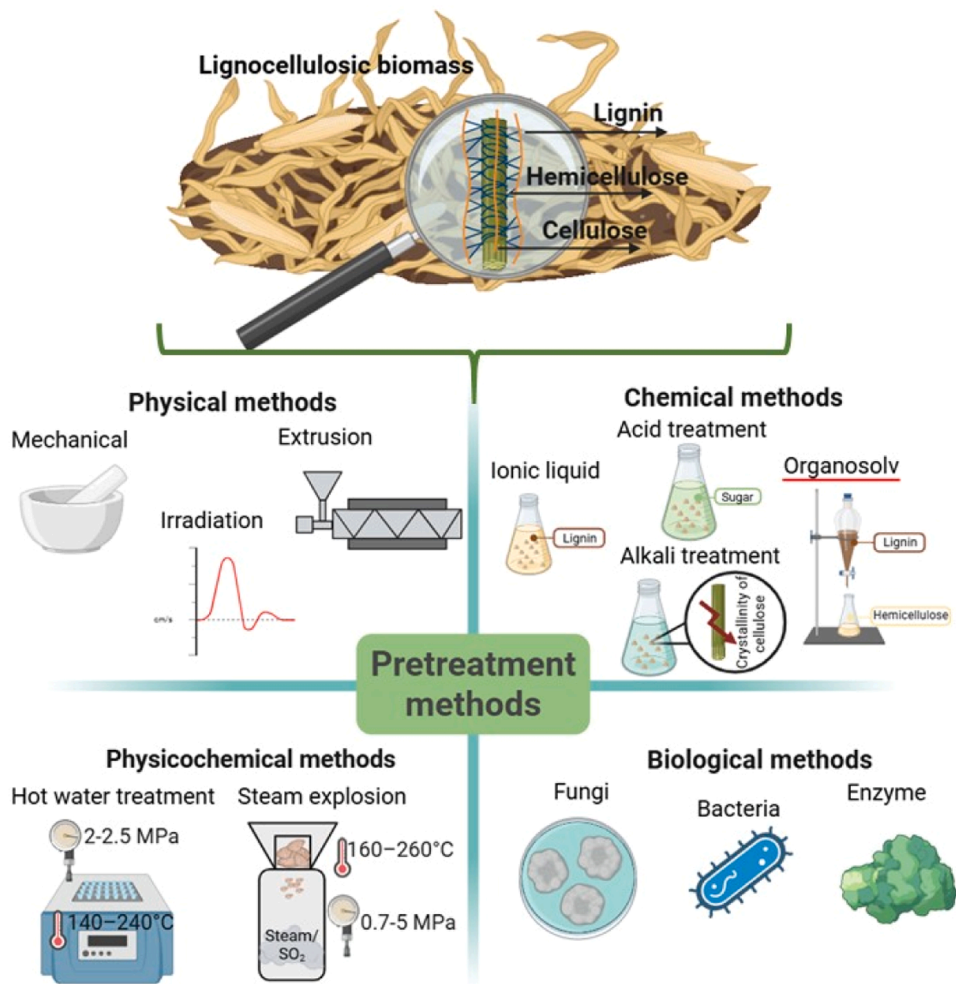 Lignocellulosic biomass
Lignin
Hemicellulose
Cellulose
Physical methods
Mechanical
Extrusion
Irradiation
cm/s
Chemical methods
Acid treatment
Ionic liquid
Organosolv
Sugar
Lignin
Lignin
Alkali treatment
Crystallinity of
cellulose
Hemicellulose
Pretreatment
methods
Physicochemical methods
Hot water treatment
Steam explosion
2-2.5 MPa
160–260°C
140–240°C
0.7-5 MPa
Steam/
SO₂
Biological methods
Fungi
Bacteria
Enzyme